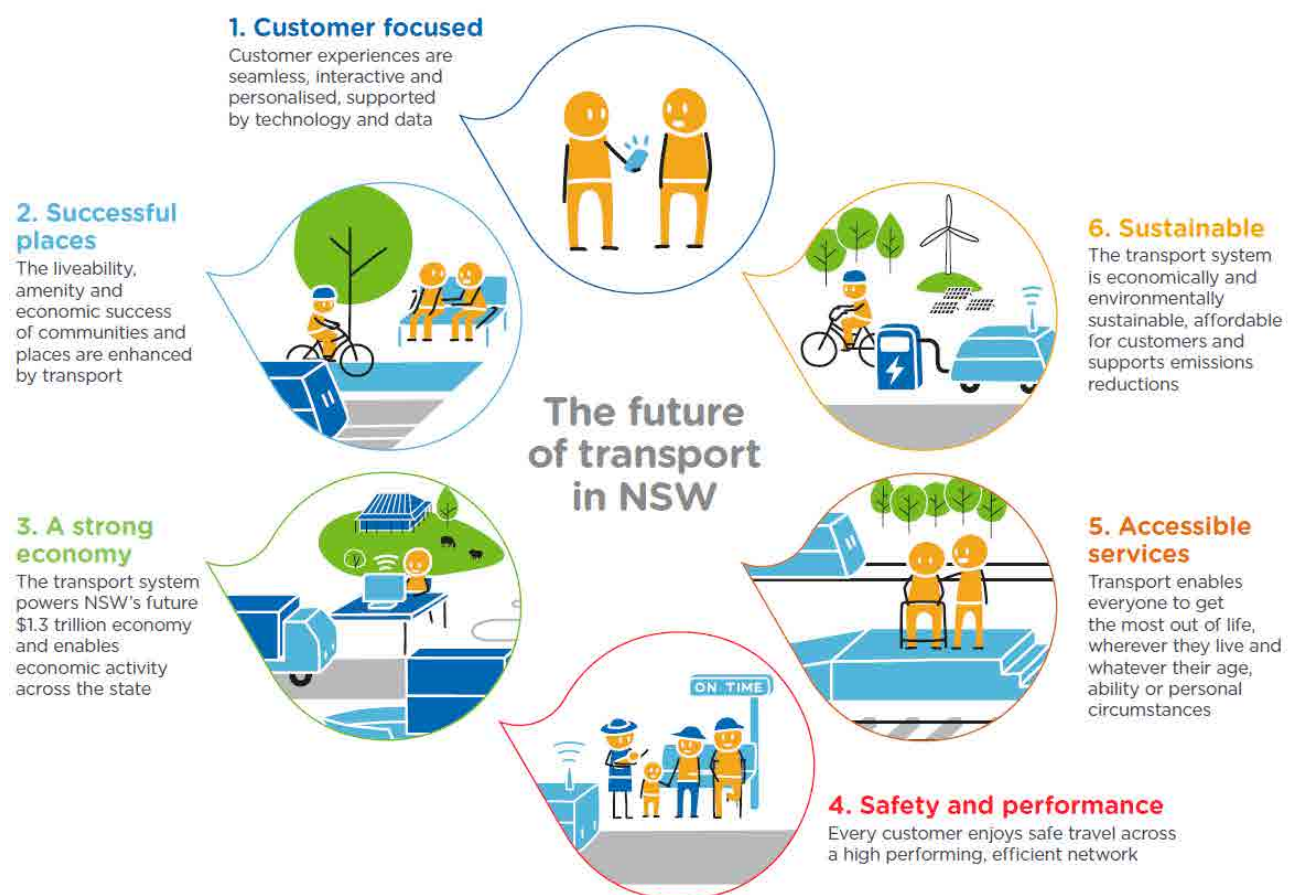 1. Customer focused
Customer experiences are
seamless, interactive and
personalised, supported
by technology and data
2. Successful
places
The liveability,
amenity and
economic success
of communities and
places are enhanced
by transport
3. A strong
economy
The transport system
powers NSW's future
$1.3 trillion economy
and enables
economic activity
across the state
The future
of transport
in NSW
ON TIME
4. Safety and performance
Every customer enjoys safe travel across
a high performing, efficient network
5. Accessible
services
Transport enables
everyone to get
the most out of life,
wherever they live and
whatever their age,
ability or personal
circumstances
6. Sustainable
The transport system
is economically and
environmentally
sustainable, affordable
for customers and
supports emissions
reductions